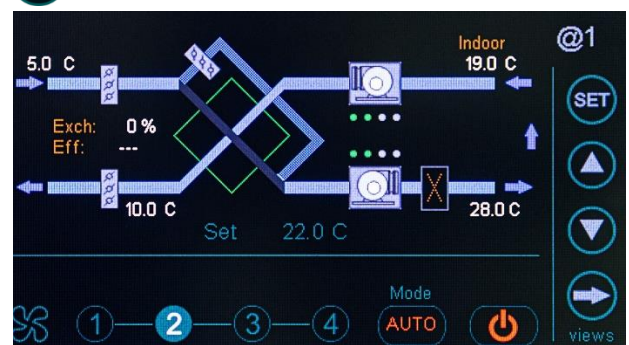 @1
Indoor
5.0 C
19.0 C
SET
Exch: 0 %
Eff: ---
10.0 C
28.0 C
Set 22.0 C
Mode
1 2 3 4 AUTO
views